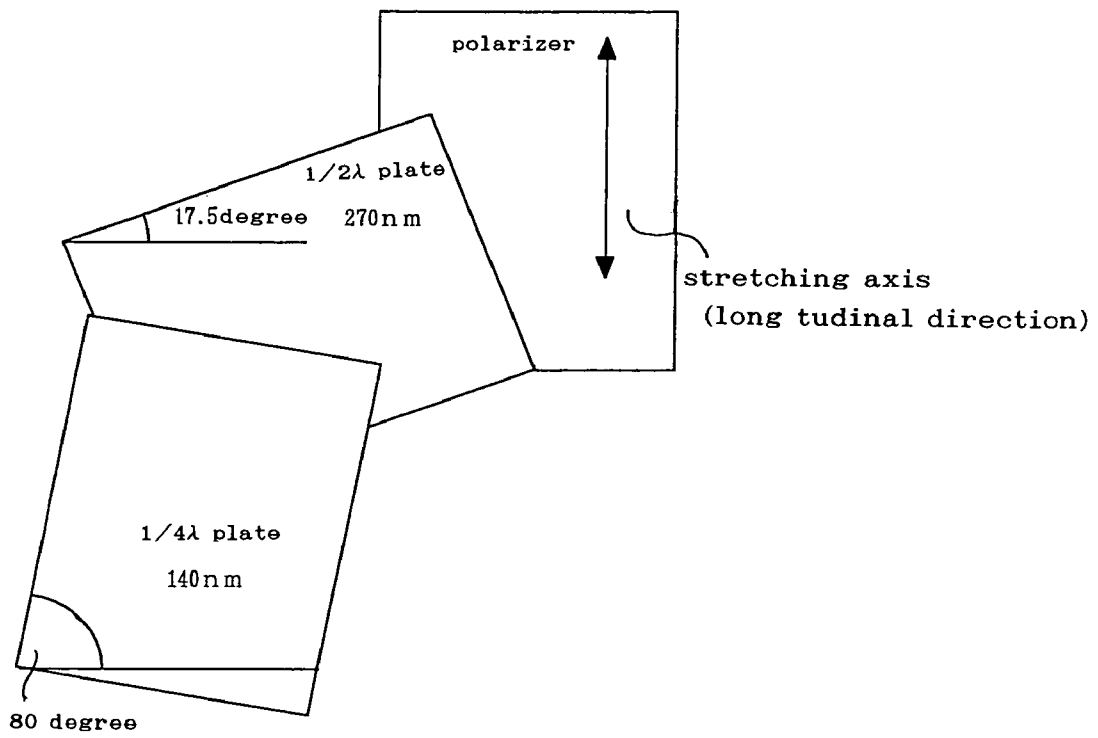 polarizer
1/2λ plate
17.5degree
270nm
stretching axis
(long tudinal direction)
1/4λ plate
140nm
80 degree